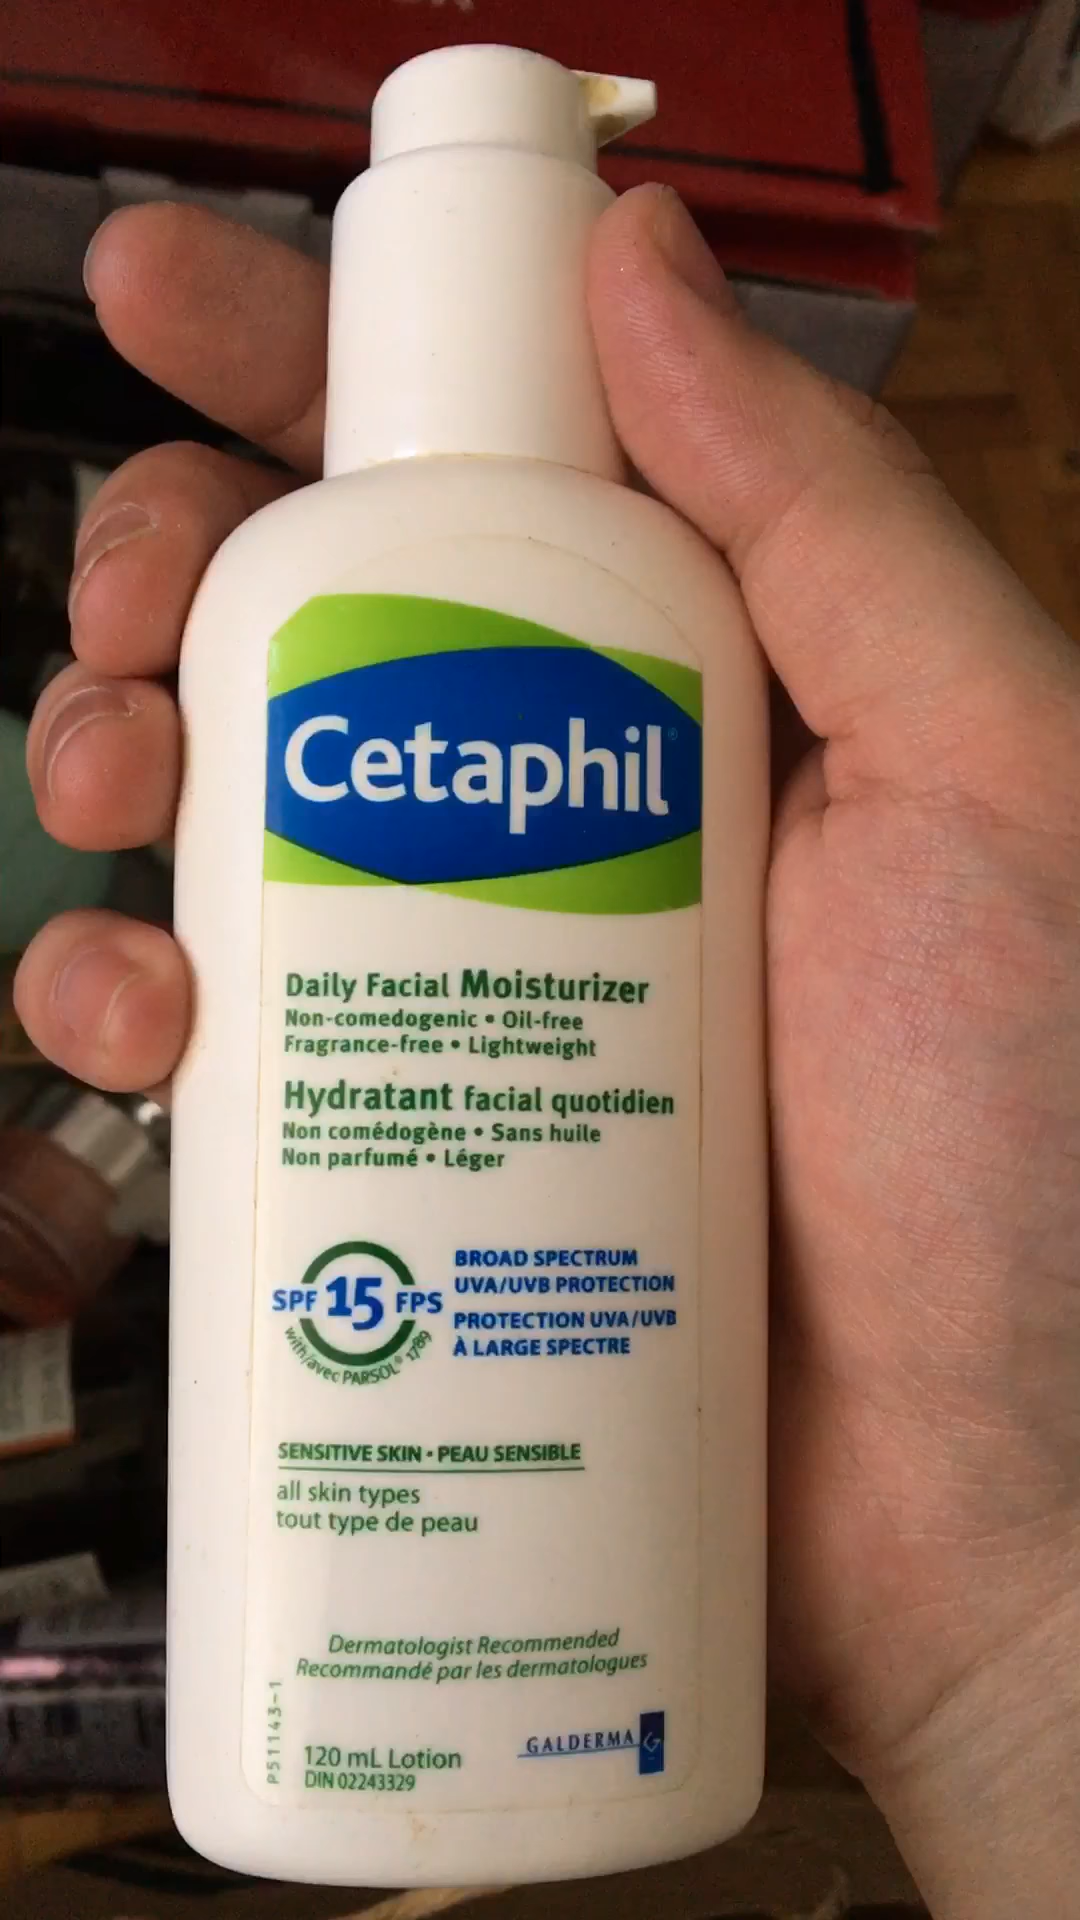 Cetaphil®
Daily Facial Moisturizer
Non-comedogenic • Oil-free
Fragrance-free • Lightweight
Hydratant facial quotidien
Non comédogène • Sans huile
Non parfumé • Léger
SPF 15 FPS
with/avec PARSOL® 1789
BROAD SPECTRUM
UVA/UVB PROTECTION
PROTECTION UVA/UVB
À LARGE SPECTRE
SENSITIVE SKIN • PEAU SENSIBLE
all skin types
tout type de peau
Dermatologist Recommended
Recommandé par les dermatologues
P51143-1
120 mL Lotion
DIN 02243329
GALDERMA G